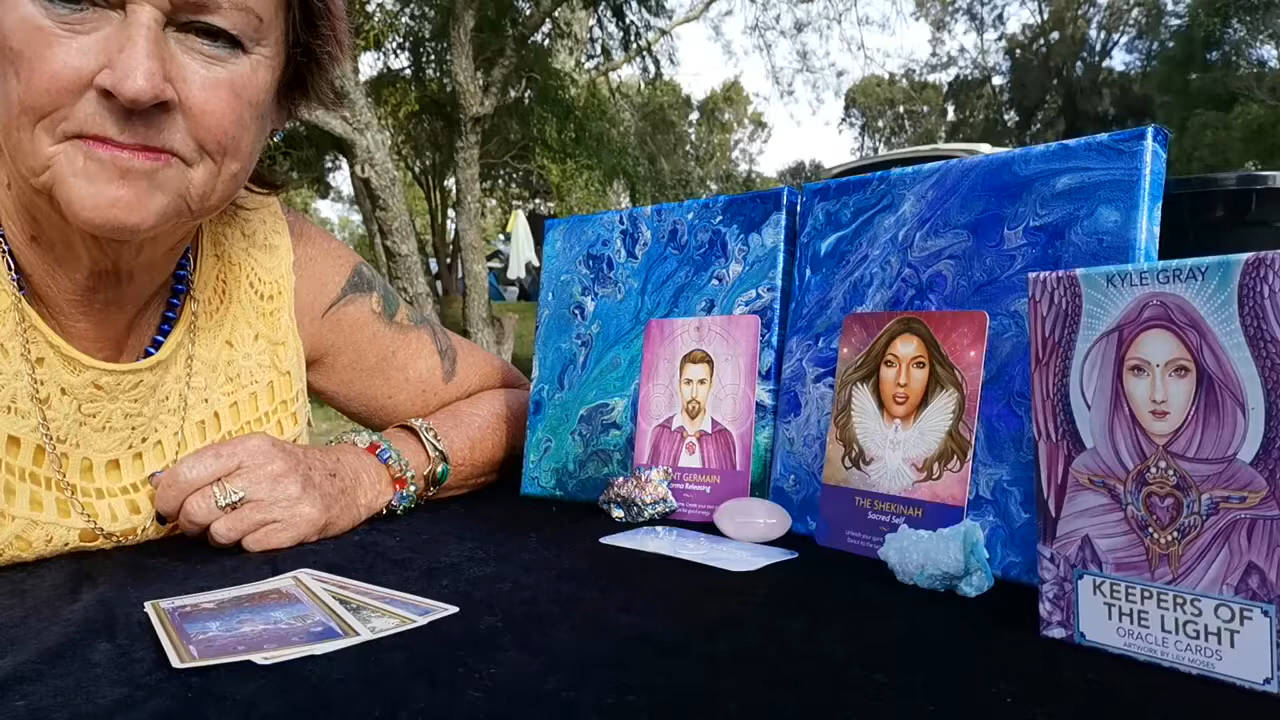 NT GERMAIN
rma Releasing
THE SHEKINAH
Sacred Self
KYLE GRAY
KEEPERS OF
THE LIGHT
ORACLE CARDS
ARTWORK BY LILY MOSES